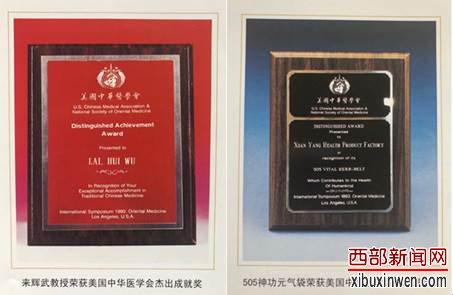 美國中華醫學會
U.S. Chinese Medical Association &
National Society of Oriental Medicine
Distinguished Achievement
Award
Presented to
LAI, HUI WU
In Recognition of Your
Exceptional Accomplishment in
Traditional Chinese Medicine
International Symposium 1993, Oriental Medicine
Los Angeles, U.S.A.
来辉武教授荣获美国中华医学会杰出成就奖
美國中華醫學會
U.S. Chinese Medical Association &
National Society of Oriental Medicine
DISTINGUISHED AWARD
Presented to
XIAN YANG HEALTH PRODUCT FACTORY
in
recognition of its
505 VITAL HERB-BELT
Which Contributes to the Health
Of Humankind
International Symposium 1993, Oriental Medicine
Los Angeles, U.S.A.
505神功元气袋荣获美国中
西部新闻网
xibuxinwen.com